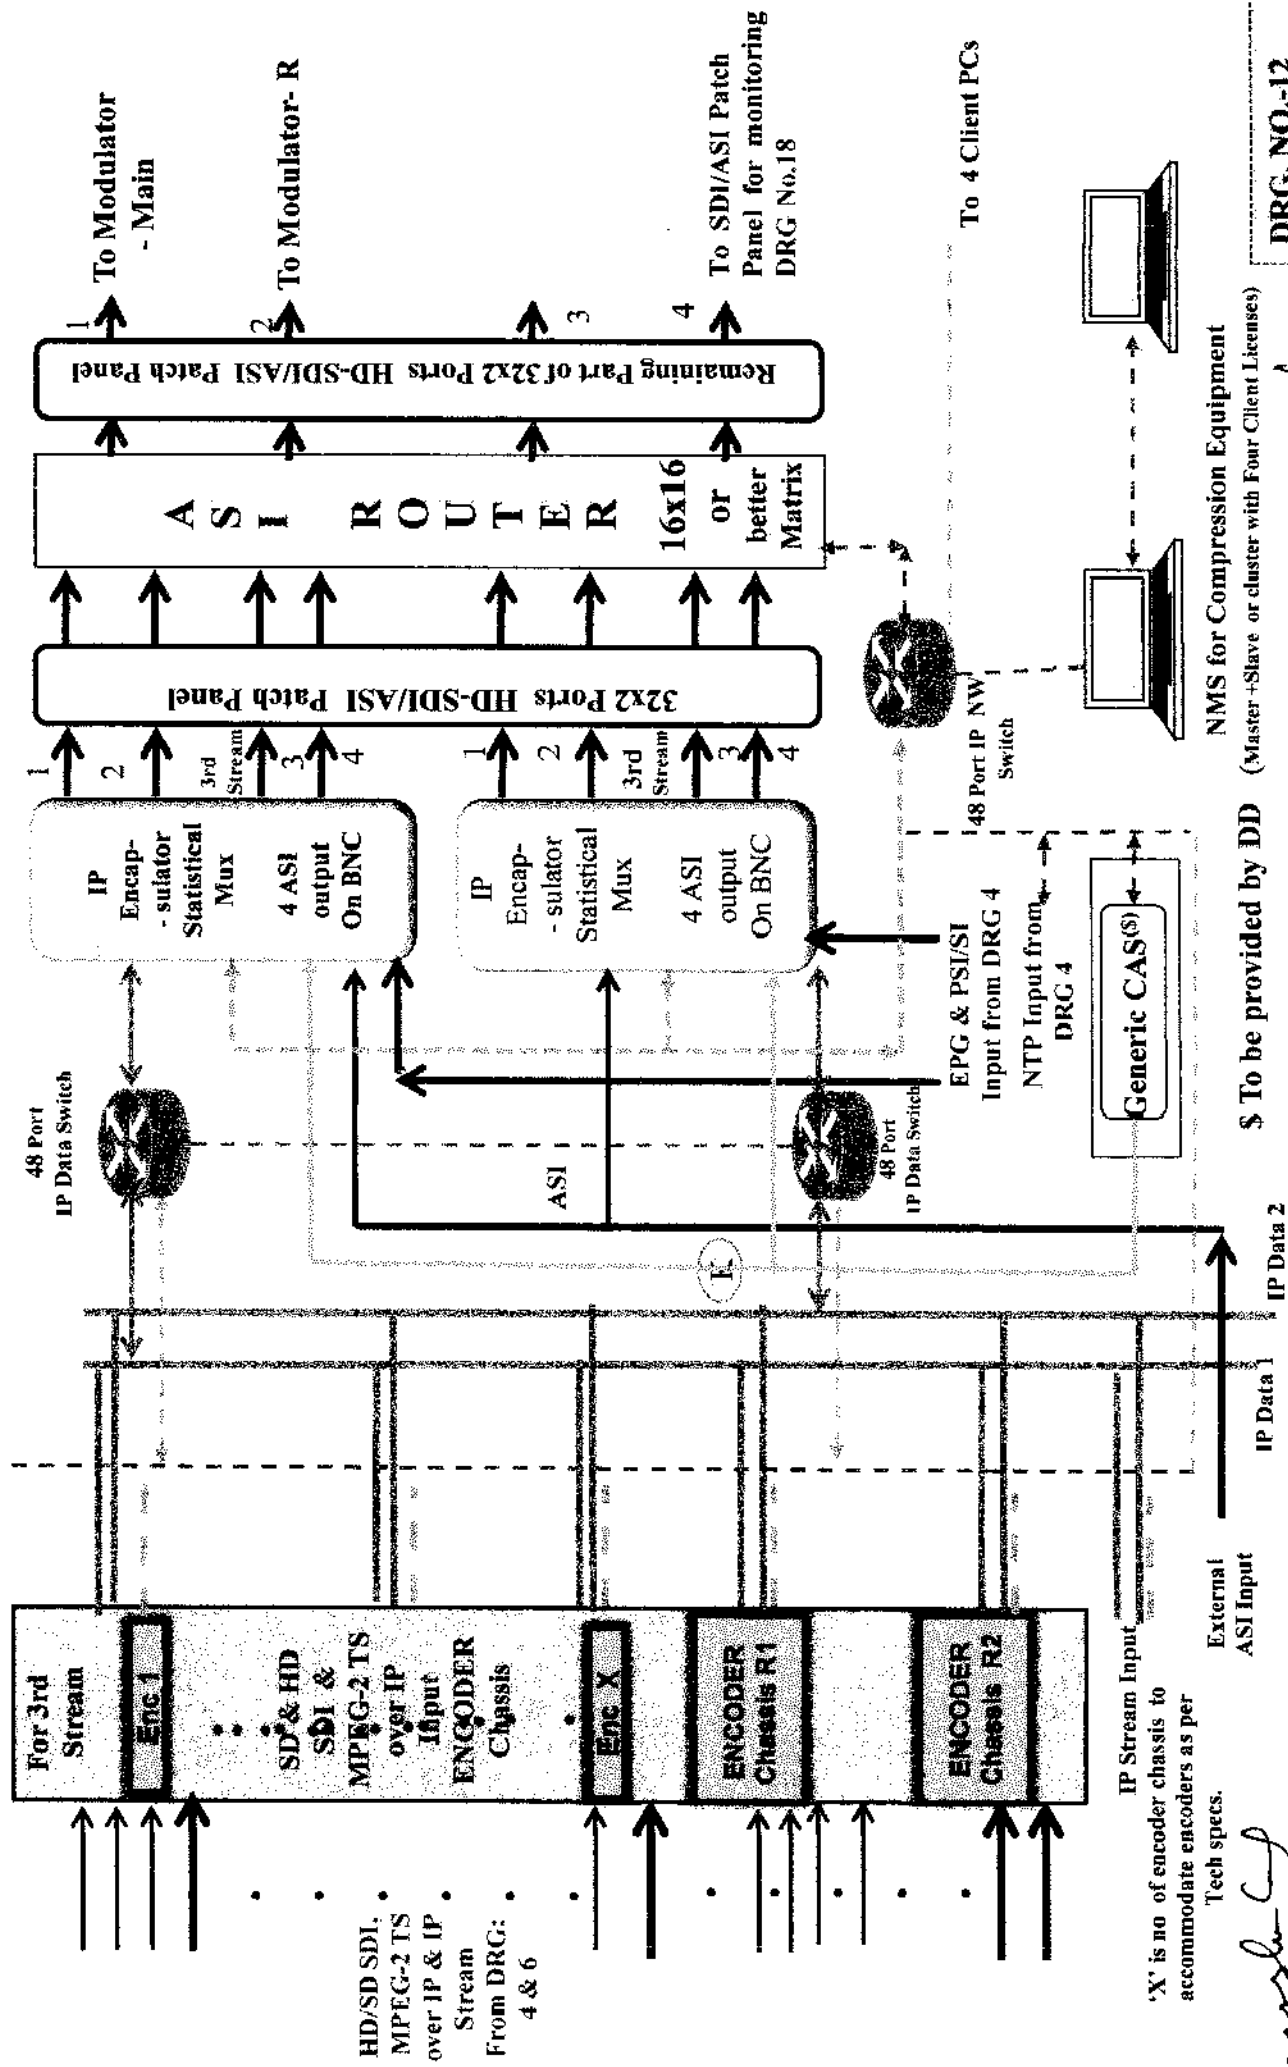 For 3rd
Stream
Enc 1
SD& HD
SDI &
MPEG-2 TS
over IP
Input
ENCODER
Chassis
Enc X
ENCODER
Chassis R1
ENCODER
Chassis R2
HD/SD SDI,
MPEG-2 TS
over IP & IP
Stream
From DRG:
4 & 6
IP Stream Input
'X' is no of encoder chassis to
accommodate encoders as per
Tech specs.
External
ASI Input
IP Data 1
IP Data 2
48 Port
IP Data Switch
ASI
48 Port
IP Data Switch
IP
Encap-
- sulator
Statistical
Mux
4 ASI
output
On BNC
1
2
3rd
Stream
3
4
IP
Encap-
- sulator
Statistical
Mux
4 ASI
output
On BNC
1
2
3rd
Stream
3
4
EPG & PSI/SI
Input from DRG 4
NTP Input from
DRG 4
Generic CAS($)
$ To be provided by DD
32x2 Ports HD-SDI/ASI Patch Panel
ASI ROUTER
16x16
or
better
Matrix
Remaining Part of 32x2 Ports HD-SDI/ASI Patch Panel
1
2
3
4
To Modulator
- Main
To Modulator- R
To SDI/ASI Patch
Panel for monitoring
DRG No.18
48 Port IP NW
Switch
To 4 Client PCs
NMS for Compression Equipment
(Master +Slave or cluster with Four Client Licenses)
DRG. NO.-12